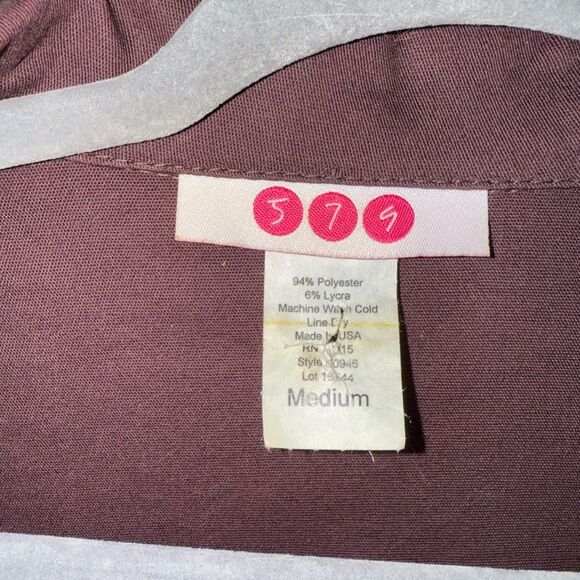 5 7 9
94% Polyester
6% Lycra
Machine Wash Cold
Line Dry
Made In USA
RN
Style
Lot
Medium